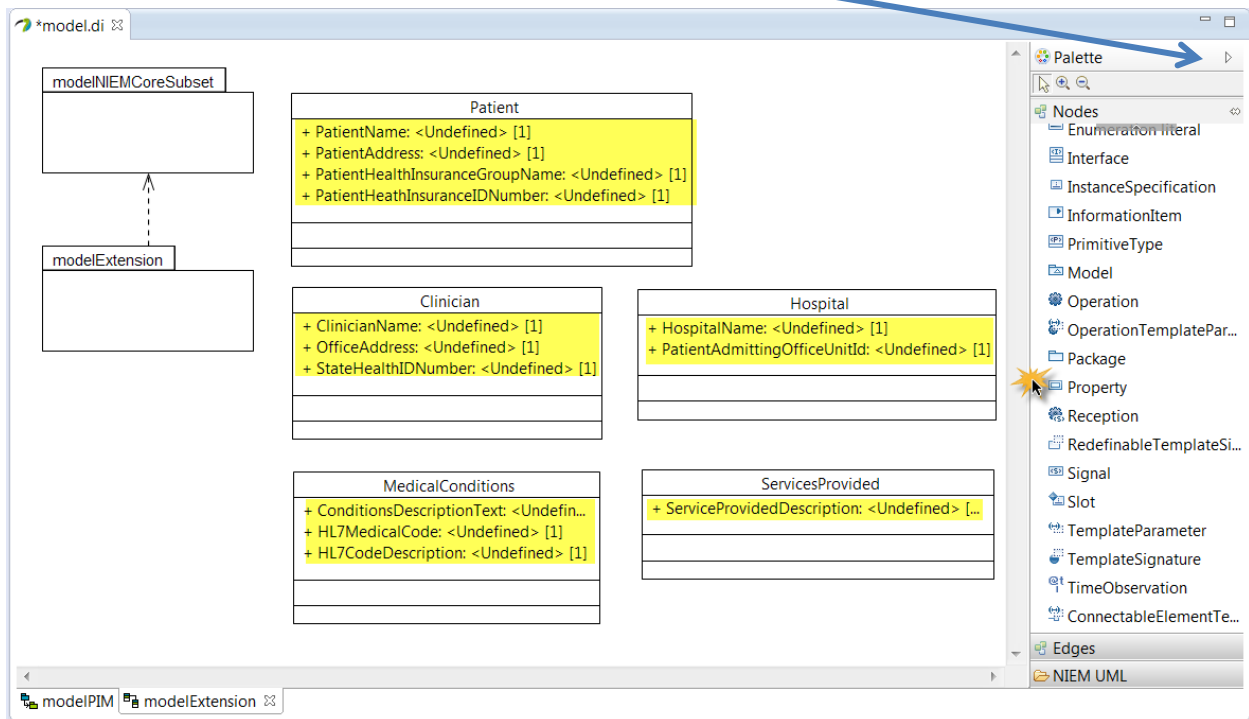 *model.di
modelNIEMCoreSubset
modelExtension
Patient
+ PatientName: <Undefined> [1]
+ PatientAddress: <Undefined> [1]
+ PatientHealthInsuranceGroupName: <Undefined> [1]
+ PatientHeathInsuranceIDNumber: <Undefined> [1]
Clinician
+ ClinicianName: <Undefined> [1]
+ OfficeAddress: <Undefined> [1]
+ StateHealthIDNumber: <Undefined> [1]
Hospital
+ HospitalName: <Undefined> [1]
+ PatientAdmittingOfficeUnitId: <Undefined> [1]
MedicalConditions
+ ConditionsDescriptionText: <Undefin...
+ HL7MedicalCode: <Undefined> [1]
+ HL7CodeDescription: <Undefined> [1]
ServicesProvided
+ ServiceProvidedDescription: <Undefined> [...
Palette
Nodes
Enumeration literal
Interface
InstanceSpecification
InformationItem
PrimitiveType
Model
Operation
OperationTemplatePar...
Package
Property
Reception
RedefinableTemplateSi...
Signal
Slot
TemplateParameter
TemplateSignature
TimeObservation
ConnectableElementTe...
Edges
NIEM UML
modelPIM
modelExtension